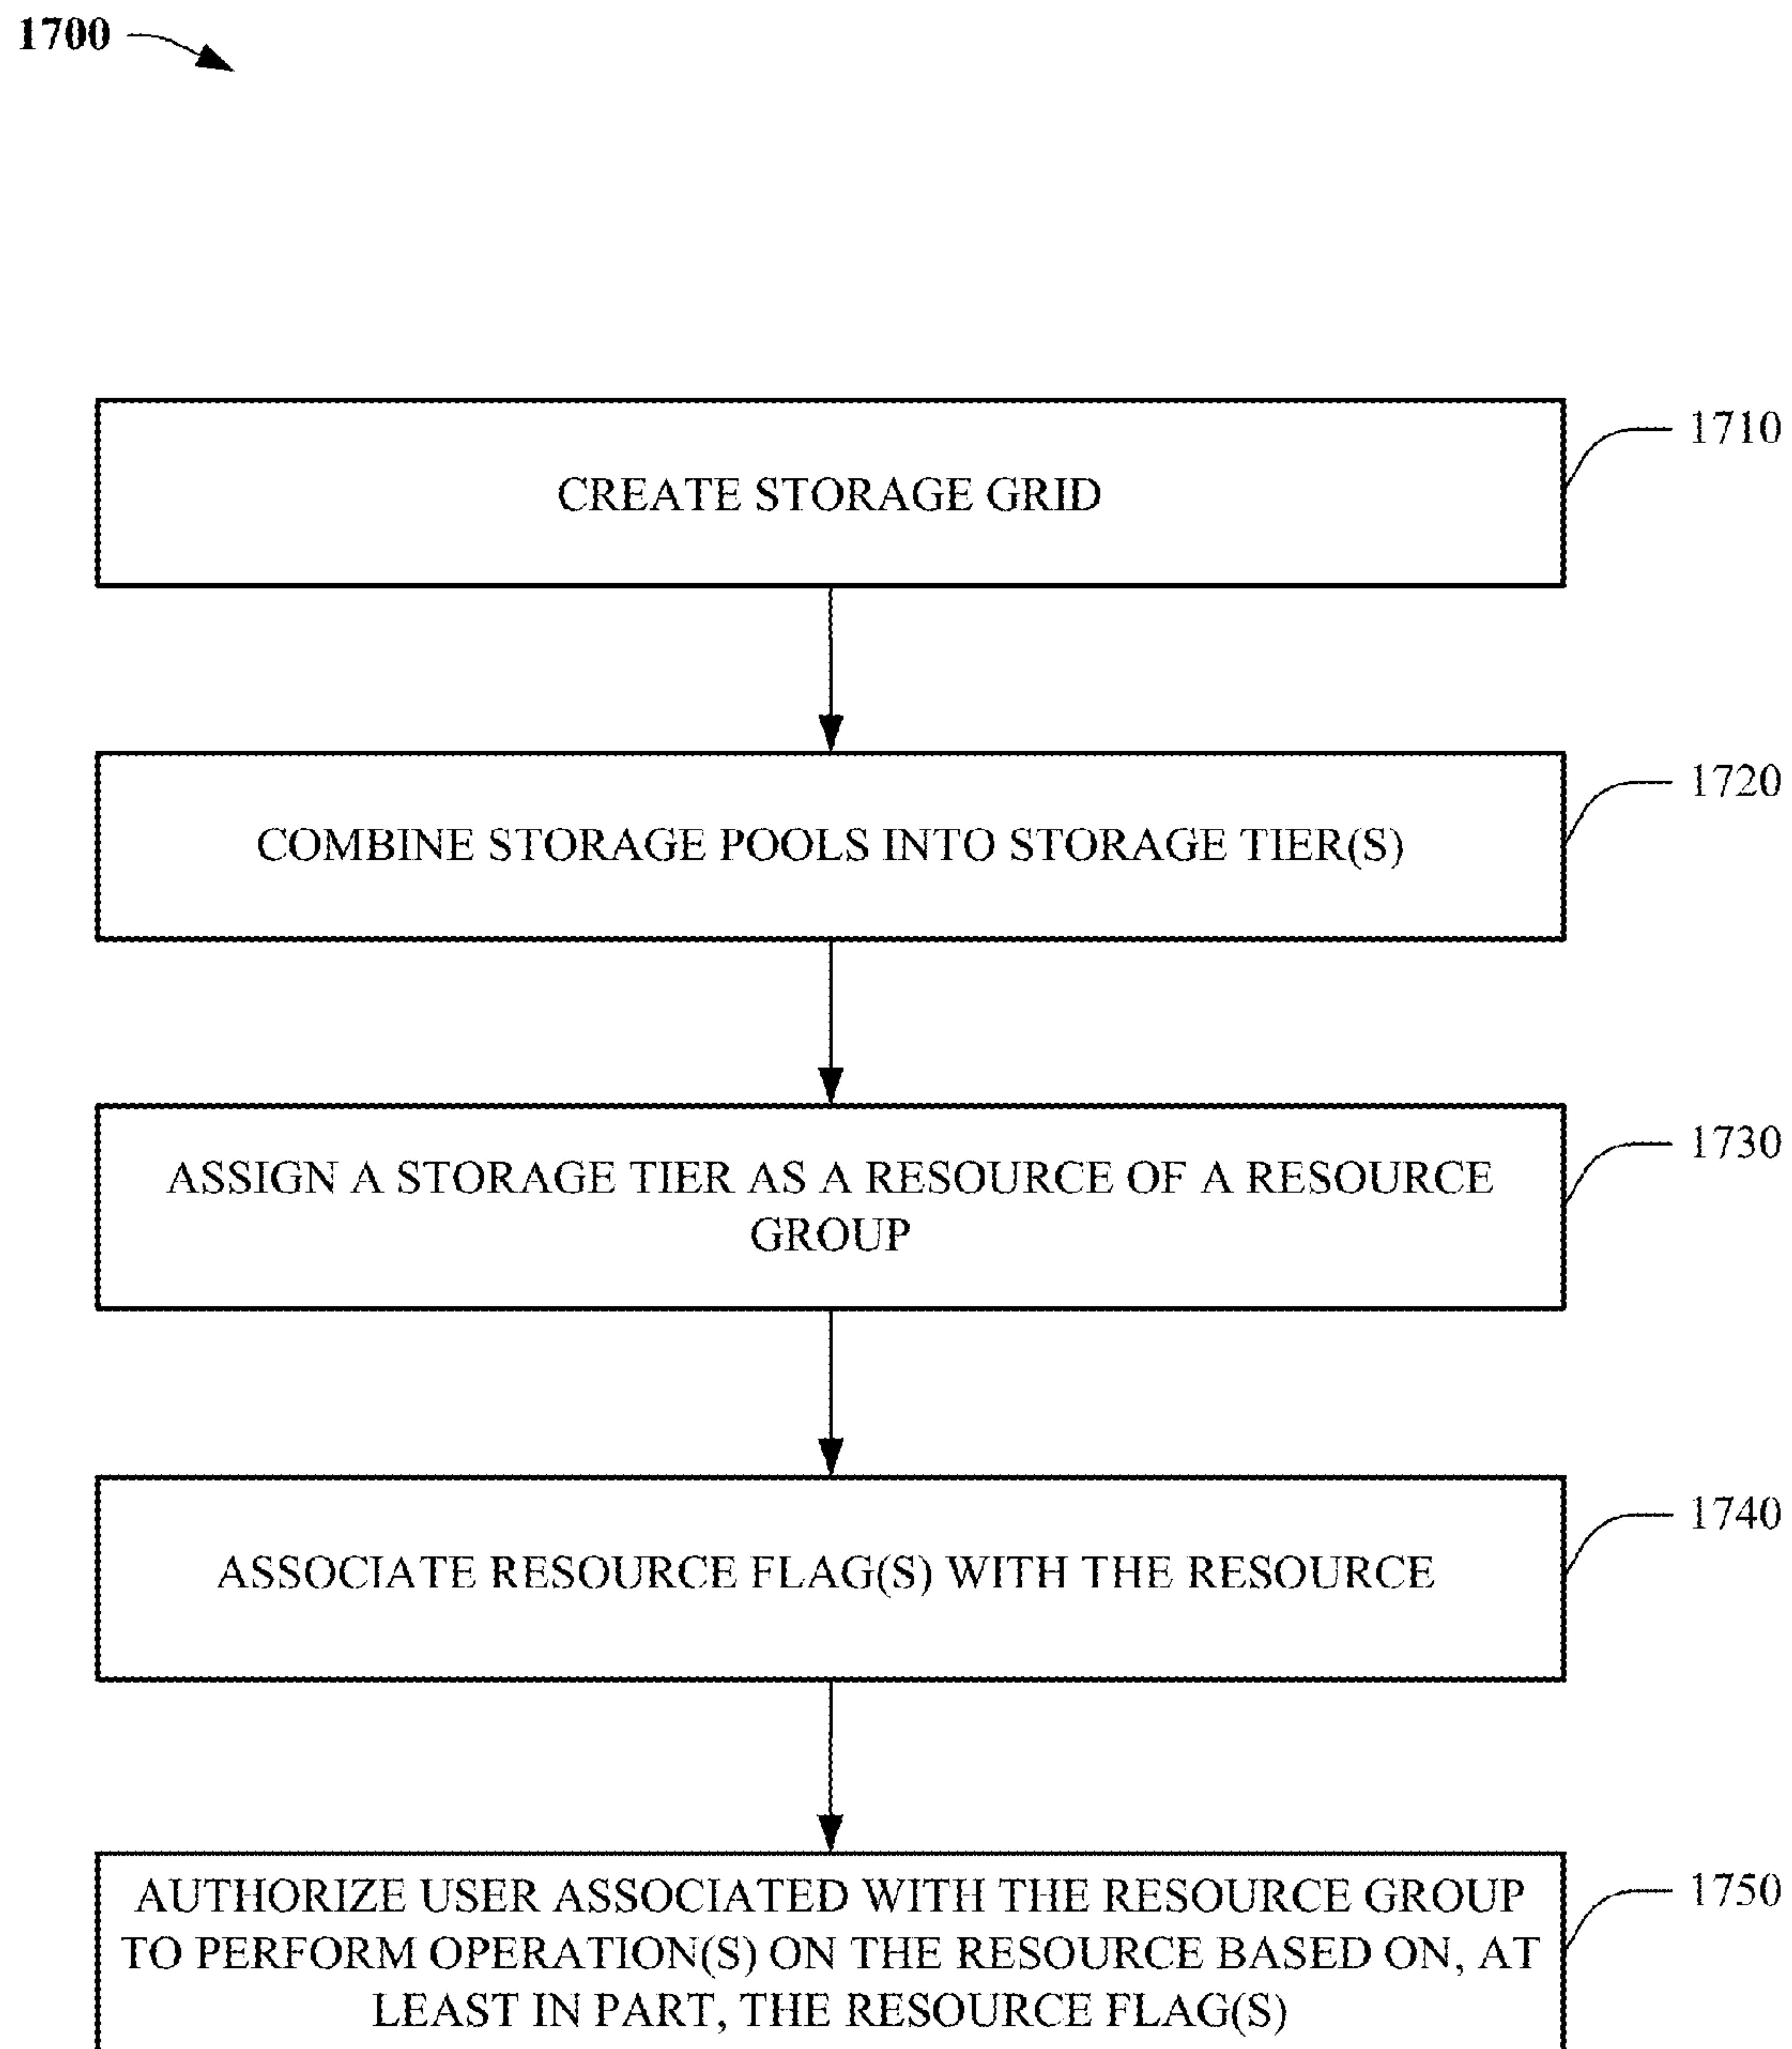 1700
1710
CREATE STORAGE GRID
1720
COMBINE STORAGE POOLS INTO STORAGE TIER(S)
1730
ASSIGN A STORAGE TIER AS A RESOURCE OF A RESOURCE
GROUP
1740
ASSOCIATE RESOURCE FLAG(S) WITH THE RESOURCE
1750
AUTHORIZE USER ASSOCIATED WITH THE RESOURCE GROUP
TO PERFORM OPERATION(S) ON THE RESOURCE BASED ON, AT
LEAST IN PART, THE RESOURCE FLAG(S)